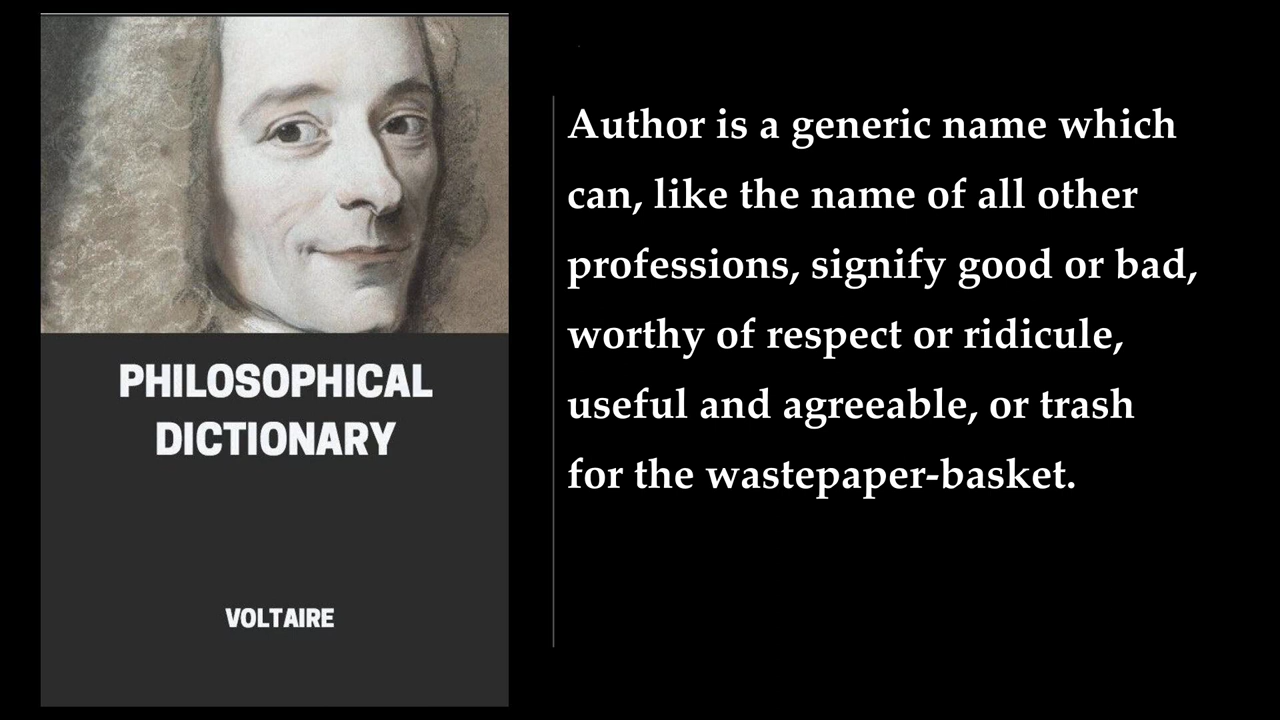 PHILOSOPHICAL
DICTIONARY
VOLTAIRE
Author is a generic name which
can, like the name of all other
professions, signify good or bad,
worthy of respect or ridicule,
useful and agreeable, or trash
for the wastepaper-basket.